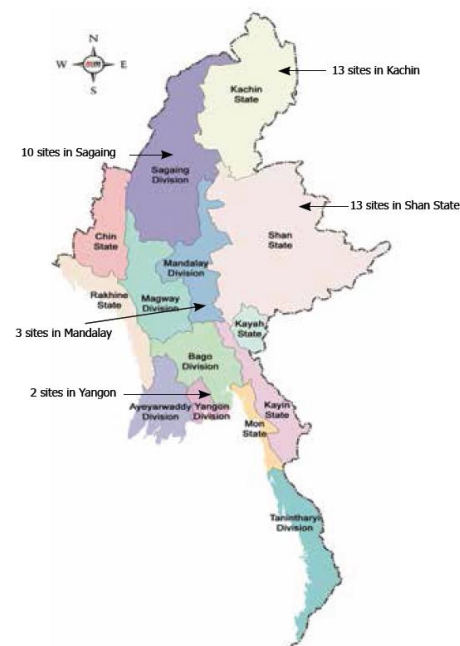 N
W
mm
E
S
Kachin
State
13 sites in Kachin
10 sites in Sagaing
Sagaing
Division
13 sites in Shan State
Chin
State
Shan
State
Mandalay
Division
Rakhine
State
Magway
Division
3 sites in Mandalay
Kayah
State
Bago
Division
2 sites in Yangon
Ayeyarwaddy
Division
Yangon
Division
Kayin
State
Mon
State
Tanintharyi
Division